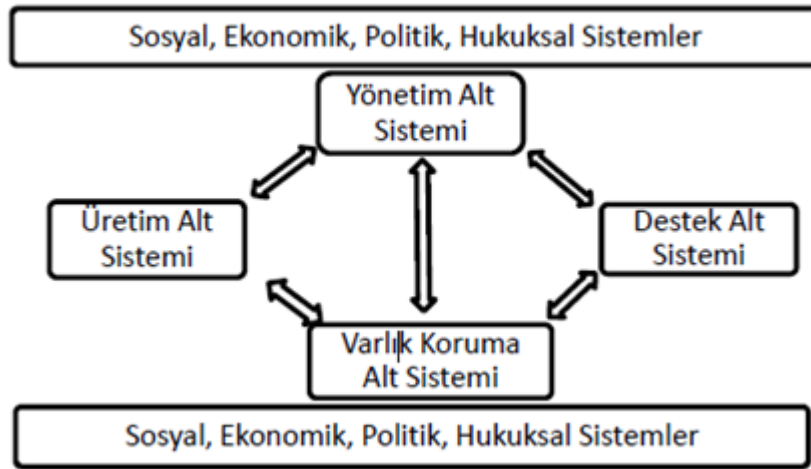 Sosyal, Ekonomik, Politik, Hukuksal Sistemler
Yönetim Alt
Sistemi
Üretim Alt
Sistemi
Destek Alt
Sistemi
Varlık Koruma
Alt Sistemi
Sosyal, Ekonomik, Politik, Hukuksal Sistemler